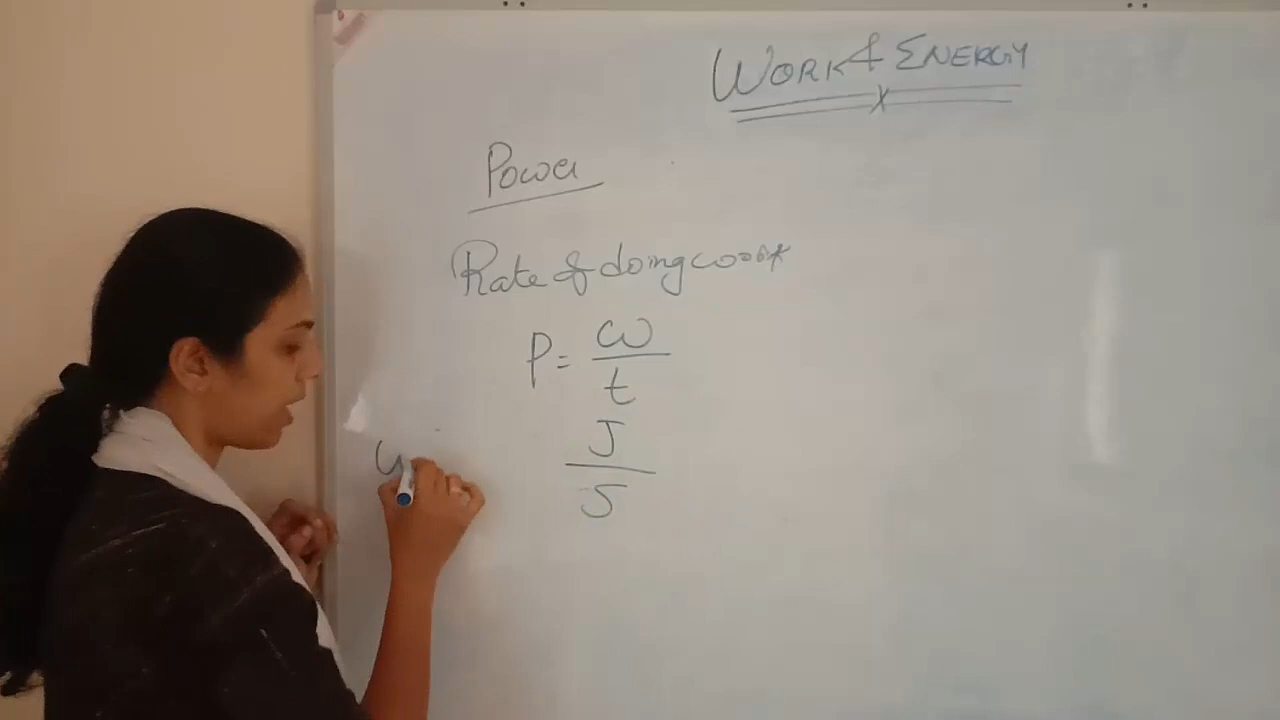 WORK & ENERGY
Power
Rate of doing work
P = W
t
J
S